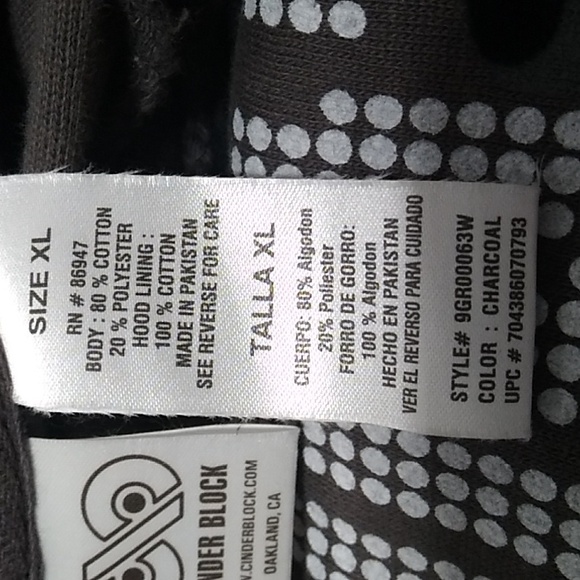 SIZE XL
RN # 86947
BODY : 80 % COTTON
20 % POLYESTER
HOOD LINING :
100 % COTTON
MADE IN PAKISTAN
SEE REVERSE FOR CARE
TALLA XL
CUERPO: 80% Algodon
20% Poliester
FORRO DE GORRO:
100 % Algodon
HECHO EN PAKISTAN
VER EL REVERSO PARA CUIDADO
STYLE# 9GR00063W
COLOR : CHARCOAL
UPC # 704386070793
NDER BLOCK
W.CINDERBLOCK.COM
OAKLAND, CA